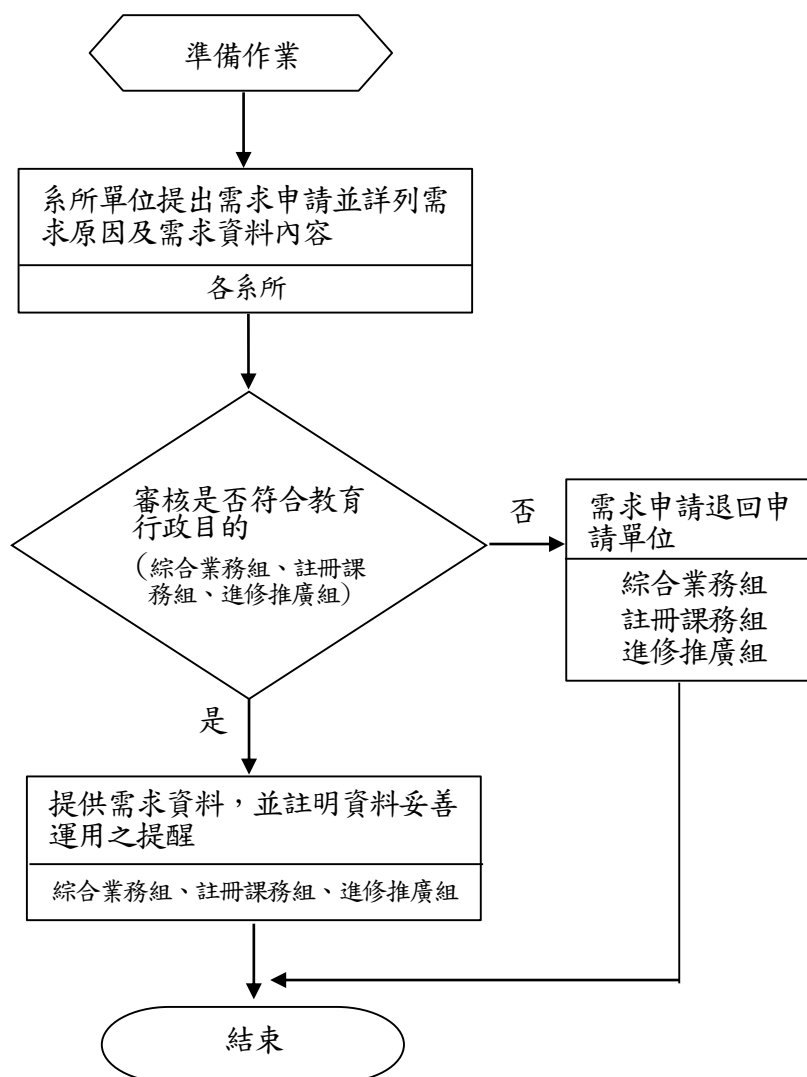 準備作業
系所單位提出需求申請並詳列需
求原因及需求資料內容
各系所
審核是否符合教育
行政目的
（綜合業務組、註冊課
務組、進修推廣組）
否
需求申請退回申
請單位
綜合業務組
註冊課務組
進修推廣組
是
提供需求資料，並註明資料妥善
運用之提醒
綜合業務組、註冊課務組、進修推廣組
結束